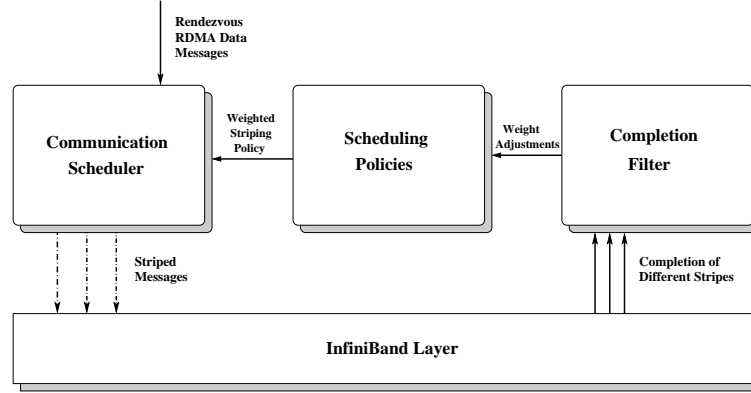 Rendezvous
RDMA Data
Messages
Communication
Scheduler
Weighted
Striping
Policy
Scheduling
Policies
Weight
Adjustments
Completion
Filter
Striped
Messages
Completion of
Different Stripes
InfiniBand Layer